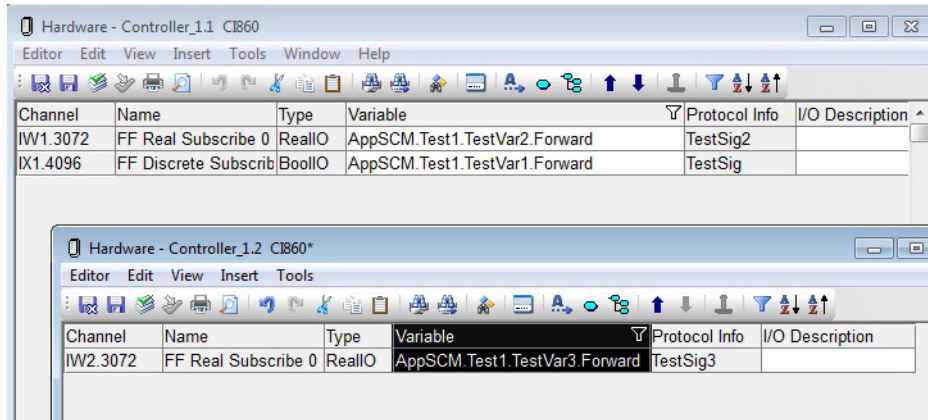 Hardware - Controller_1.1 CI860
Editor Edit View Insert Tools Window Help
Channel Name Type Variable Protocol Info I/O Description
IW1.3072 FF Real Subscribe 0 RealIO AppSCM.Test1.TestVar2.Forward TestSig2
IX1.4096 FF Discrete Subscrib BoolIO AppSCM.Test1.TestVar1.Forward TestSig
Hardware - Controller_1.2 CI860*
Editor Edit View Insert Tools
Channel Name Type Variable Protocol Info I/O Description
IW2.3072 FF Real Subscribe 0 RealIO AppSCM.Test1.TestVar3.Forward TestSig3